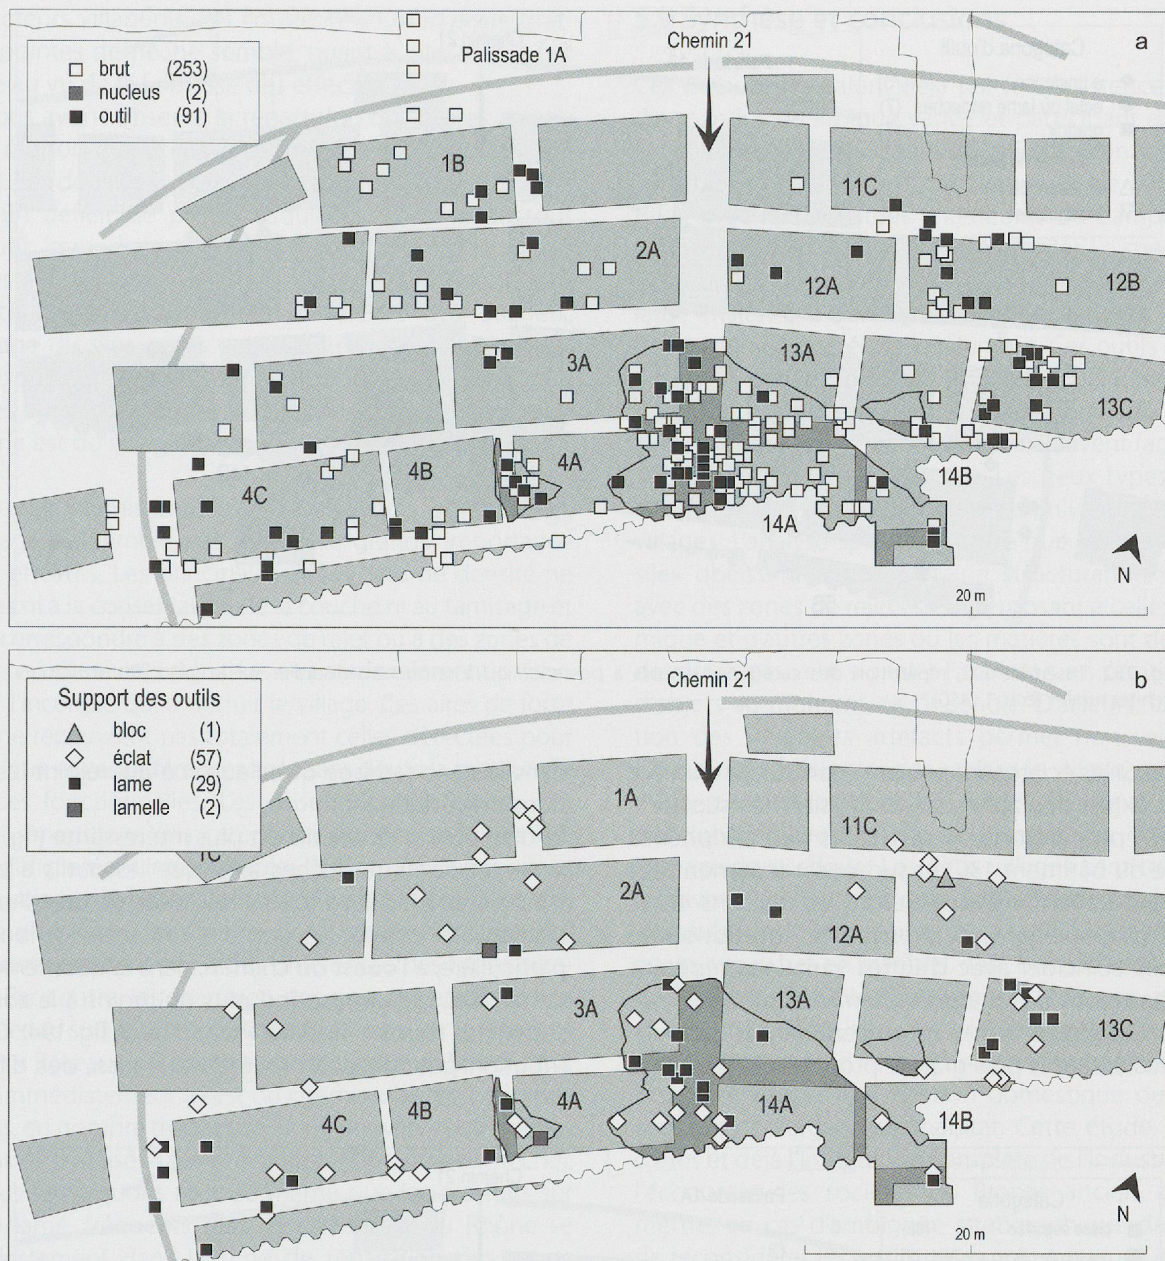 a
Chemin 21
Palissade 1A
brut (253)
nucleus (2)
outil (91)
1B
11C
2A
12A
12B
3A
13A
13C
4A
4B
4C
14A
14B
N
20 m
b
Chemin 21
Support des outils
bloc (1)
éclat (57)
lame (29)
lamelle (2)
1A
11C
1C
2A
12A
3A
13A
13C
4A
4B
4C
14A
14B
N
20 m